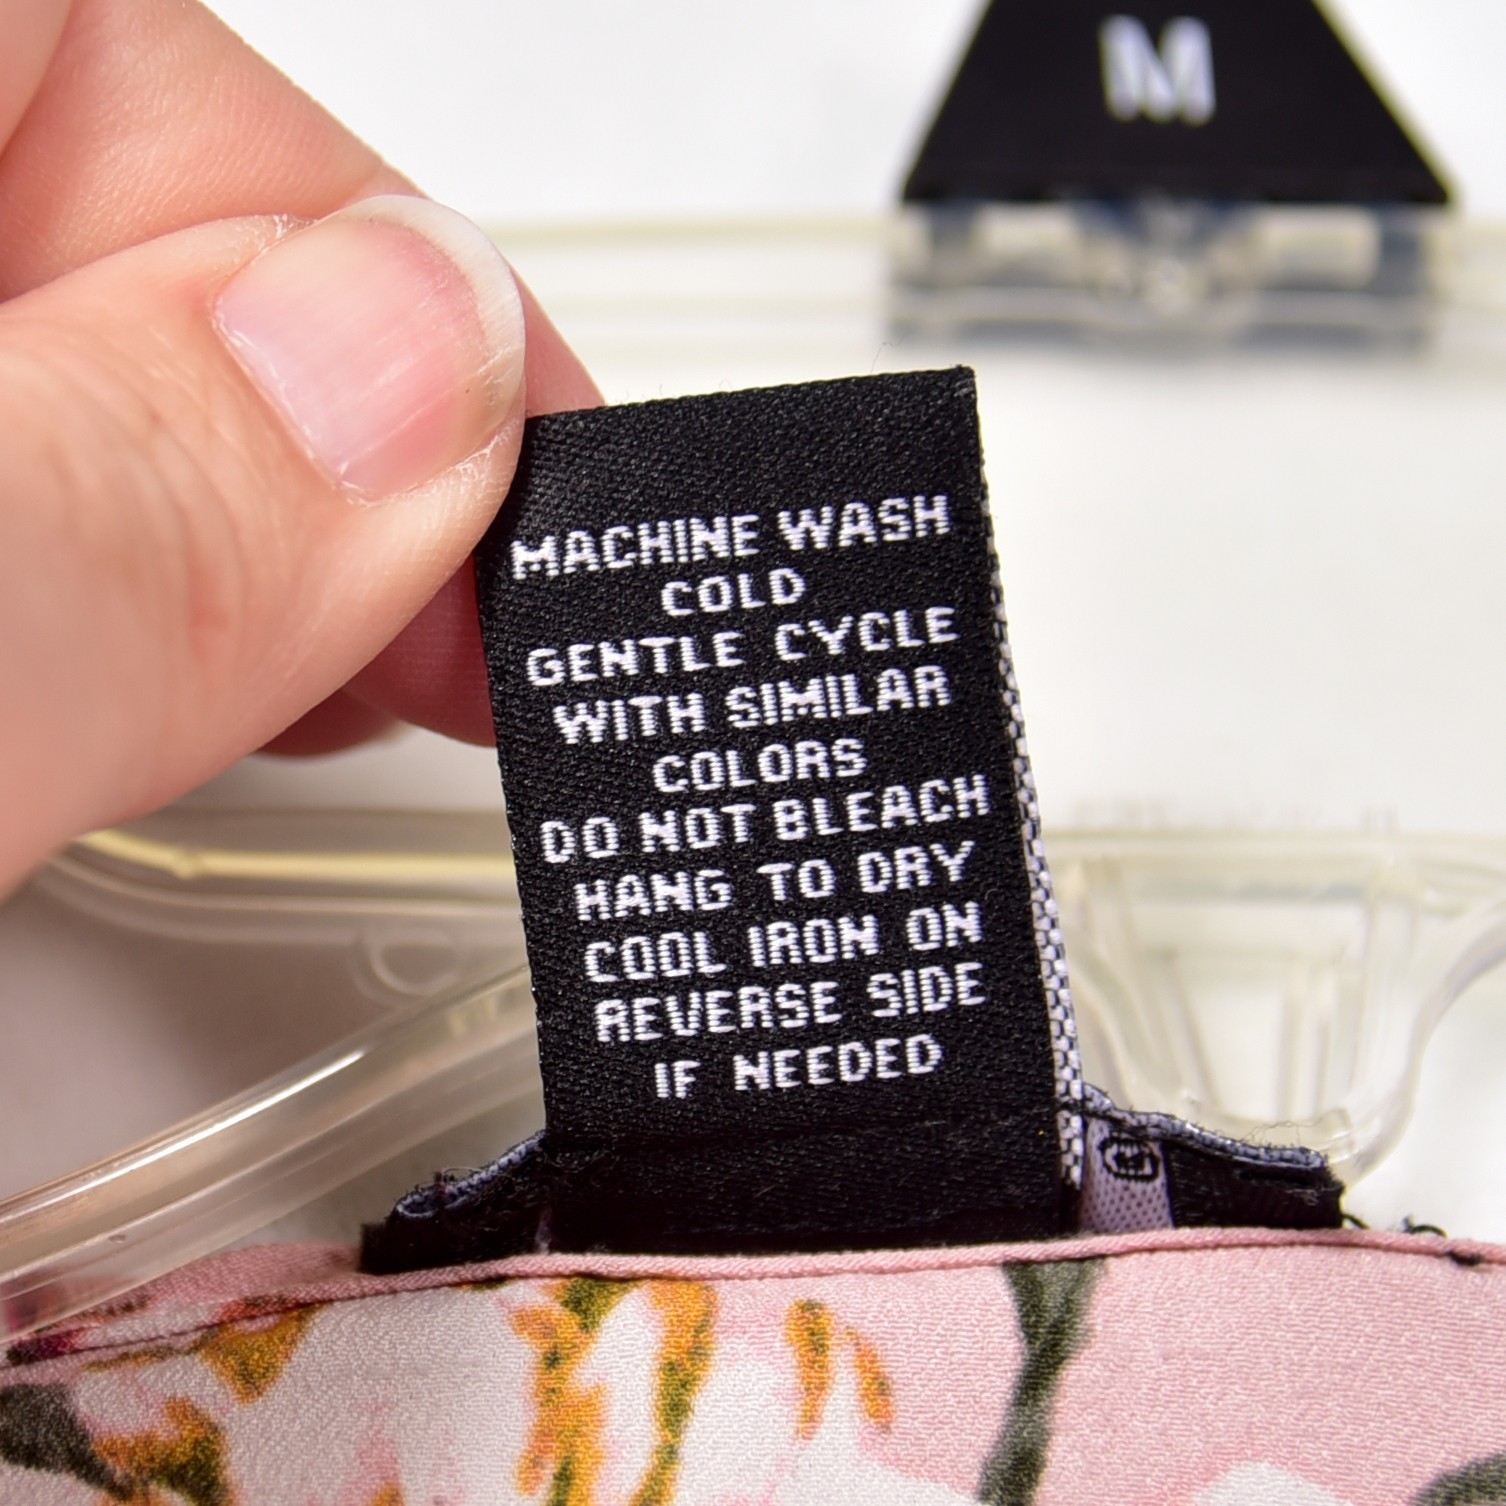 M
MACHINE WASH
COLD
GENTLE CYCLE
WITH SIMILAR
COLORS
DO NOT BLEACH
HANG TO DRY
COOL IRON ON
REVERSE SIDE
IF NEEDED